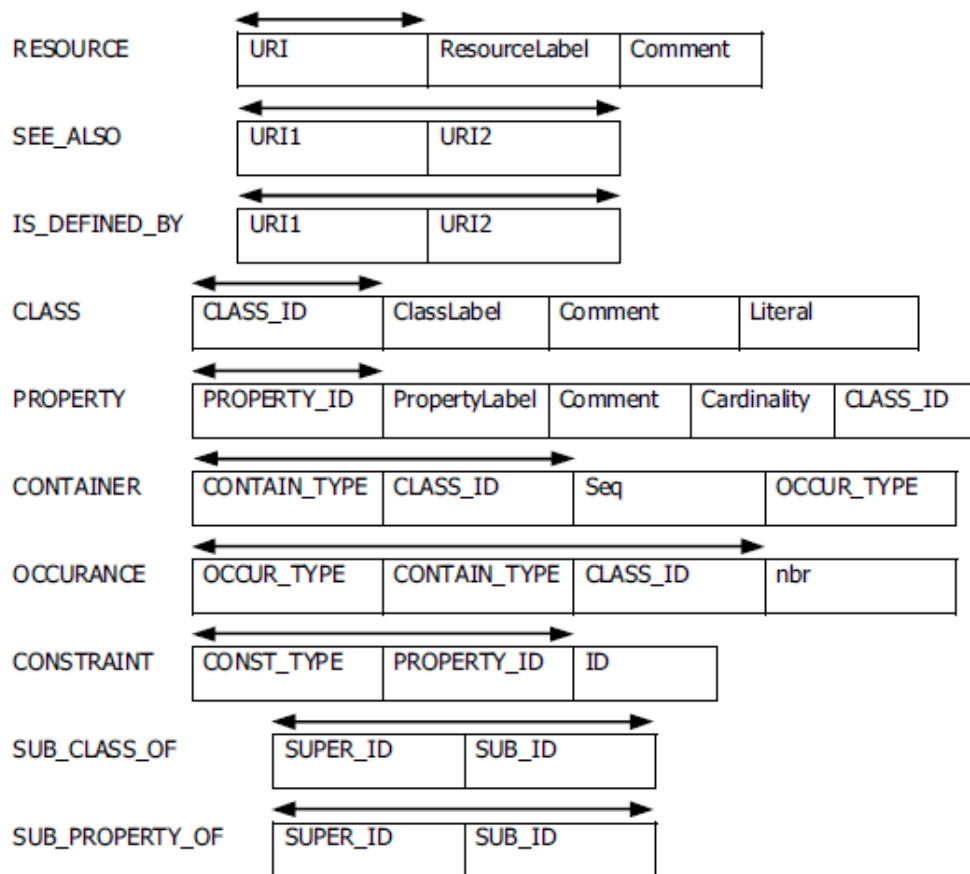 RESOURCE URI ResourceLabel Comment
SEE_ALSO URI1 URI2
IS_DEFINED_BY URI1 URI2
CLASS CLASS_ID ClassLabel Comment Literal
PROPERTY PROPERTY_ID PropertyLabel Comment Cardinality CLASS_ID
CONTAINER CONTAIN_TYPE CLASS_ID Seq OCCUR_TYPE
OCCURANCE OCCUR_TYPE CONTAIN_TYPE CLASS_ID nbr
CONSTRAINT CONST_TYPE PROPERTY_ID ID
SUB_CLASS_OF SUPER_ID SUB_ID
SUB_PROPERTY_OF SUPER_ID SUB_ID